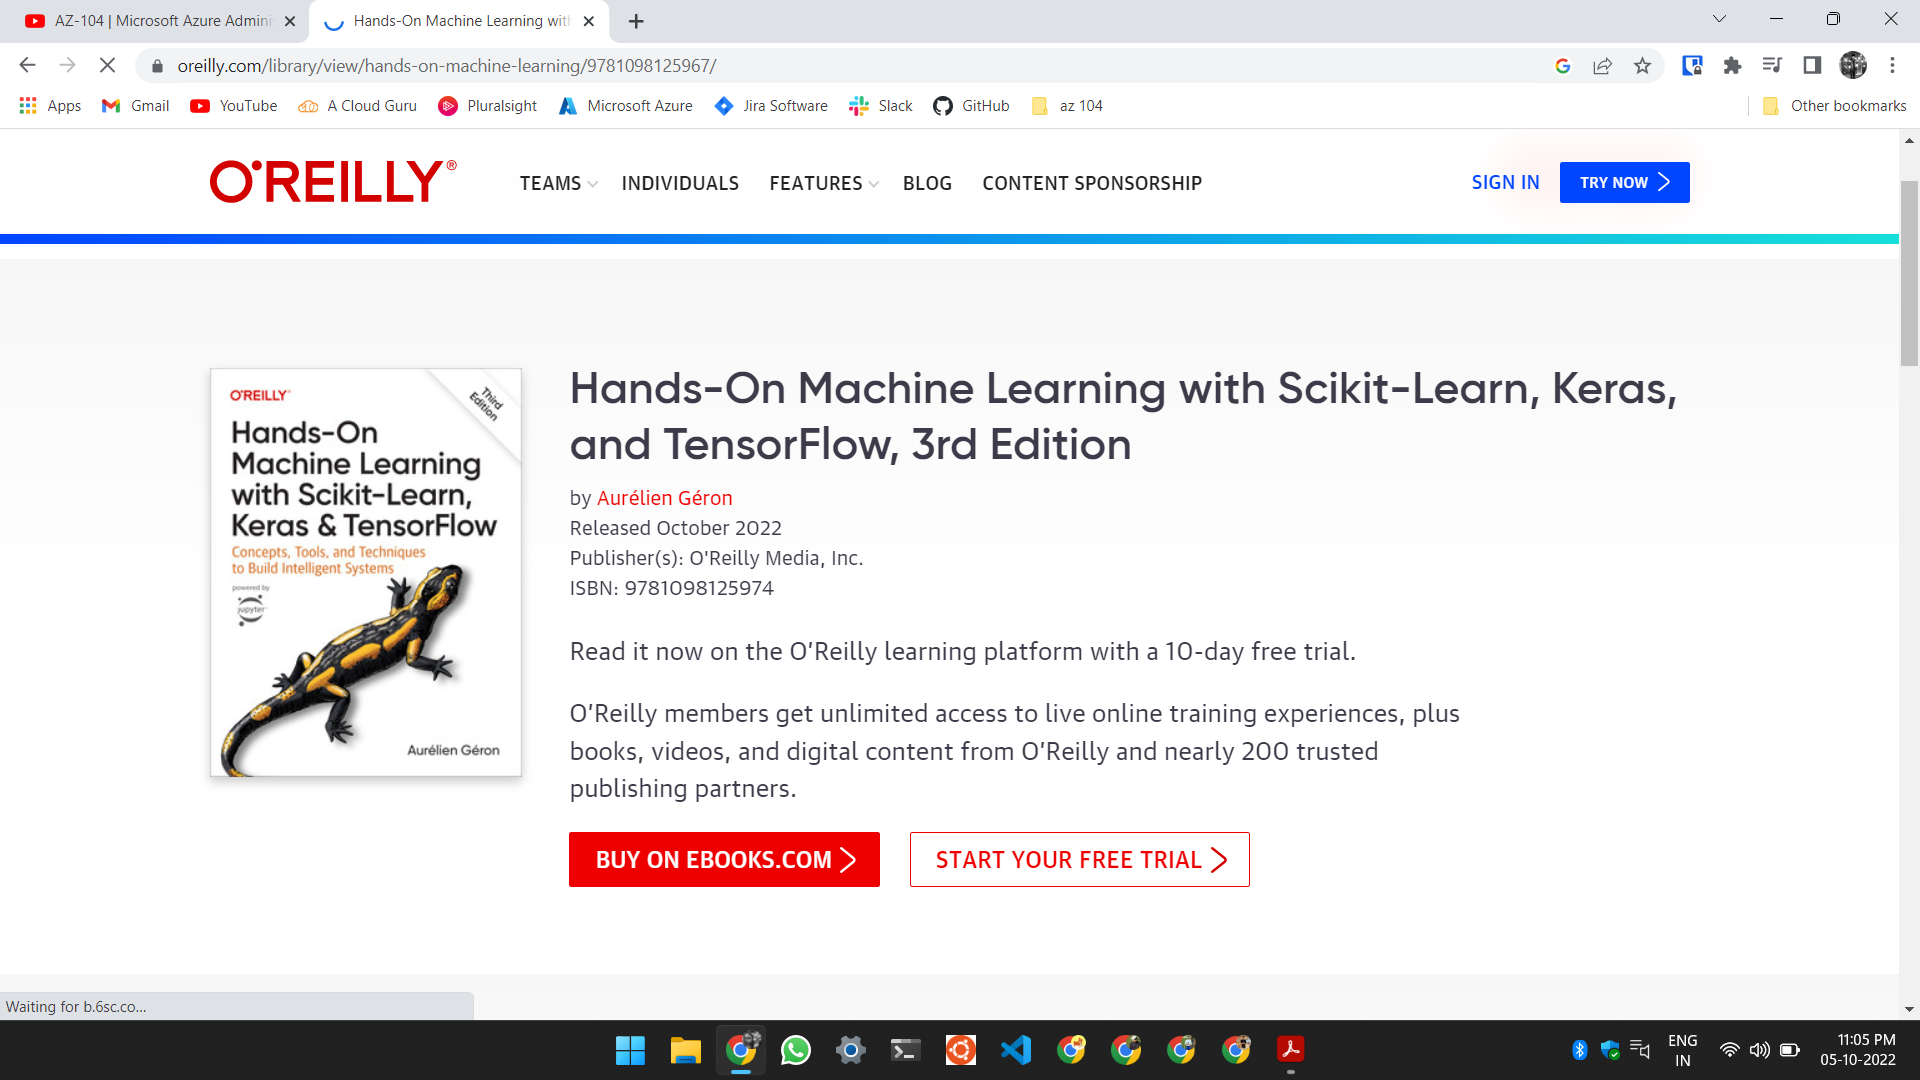 AZ-104 | Microsoft Azure Admini
Hands-On Machine Learning with
oreilly.com/library/view/hands-on-machine-learning/9781098125967/
Apps
Gmail
YouTube
A Cloud Guru
Pluralsight
Microsoft Azure
Jira Software
Slack
GitHub
az 104
Other bookmarks
O'REILLY®
TEAMS
INDIVIDUALS
FEATURES
BLOG
CONTENT SPONSORSHIP
SIGN IN
TRY NOW
O'REILLY®
Third
Edition
Hands-On
Machine Learning
with Scikit-Learn,
Keras & TensorFlow
Concepts, Tools, and Techniques
to Build Intelligent Systems
powered by
jupyter
Aurélien Géron
Hands-On Machine Learning with Scikit-Learn, Keras,
and TensorFlow, 3rd Edition
by Aurélien Géron
Released October 2022
Publisher(s): O'Reilly Media, Inc.
ISBN: 9781098125974
Read it now on the O’Reilly learning platform with a 10-day free trial.
O’Reilly members get unlimited access to live online training experiences, plus
books, videos, and digital content from O’Reilly and nearly 200 trusted
publishing partners.
BUY ON EBOOKS.COM
START YOUR FREE TRIAL
Waiting for b.6sc.co...
ENG
IN
11:05 PM
05-10-2022